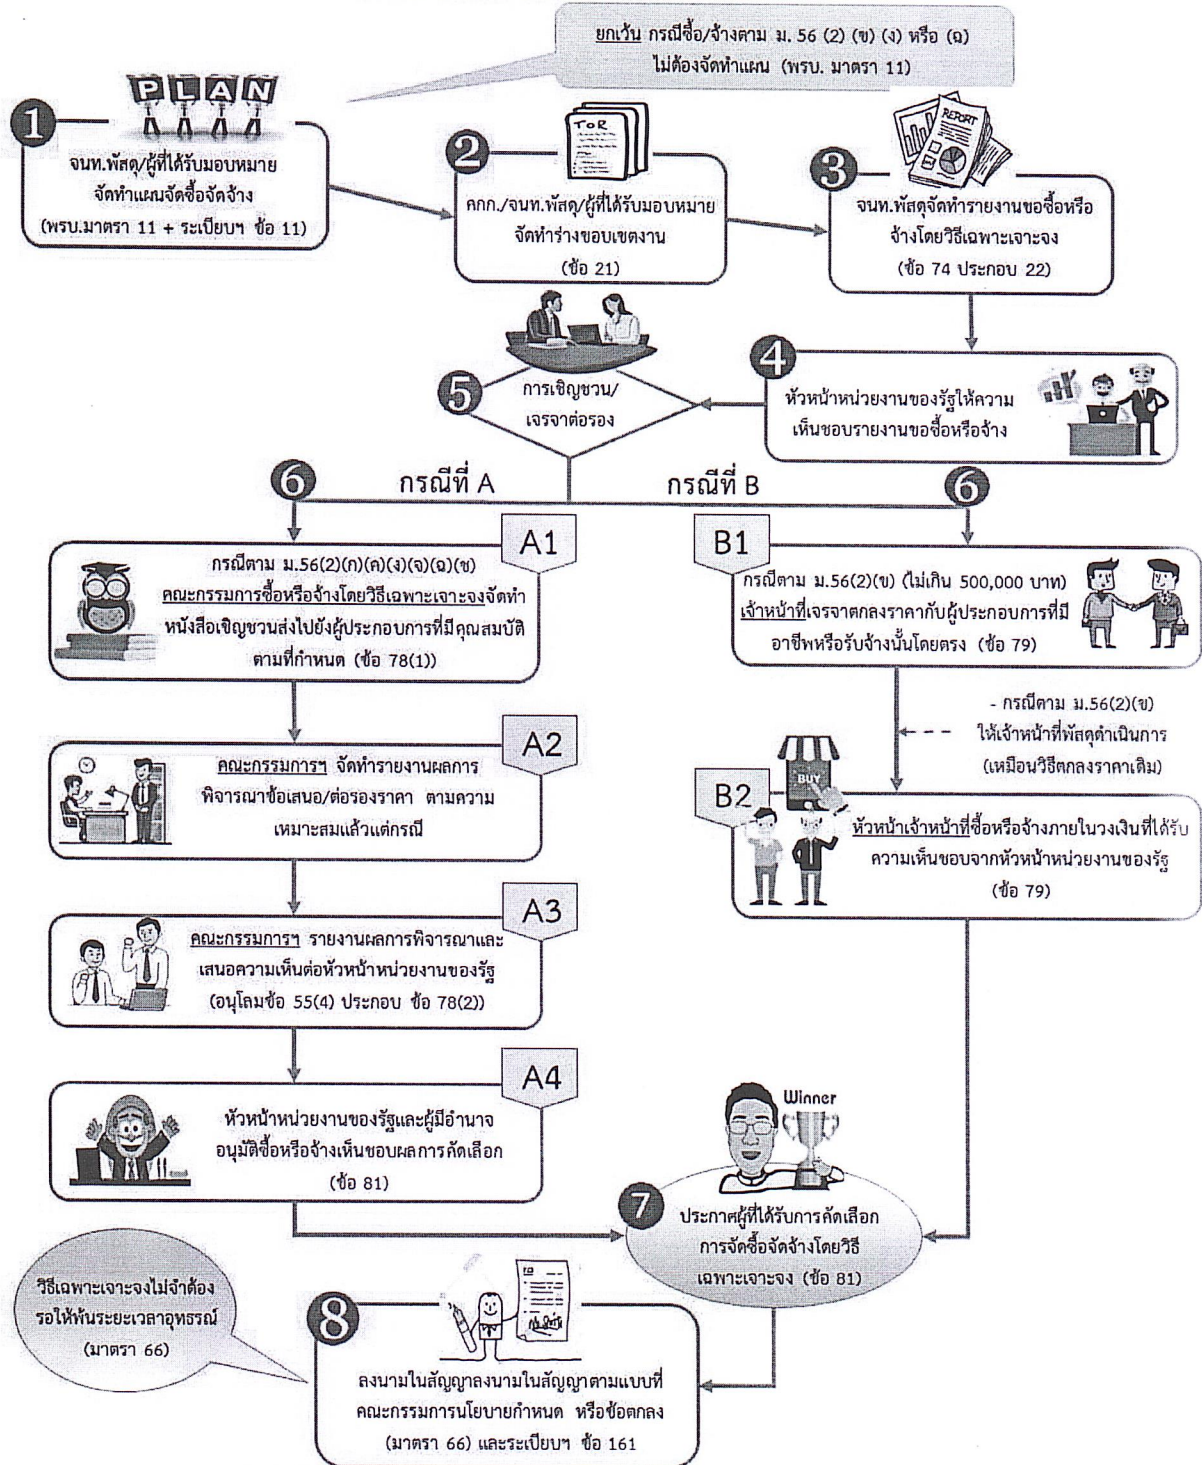 ยกเว้น กรณีซื้อ/จ้างตาม ม. 56 (2) (ข) (ง) หรือ (ฉ)
ไม่ต้องจัดทำแผน (พรบ. มาตรา 11)
PLAN
1
จนท.พัสดุ/ผู้ที่ได้รับมอบหมาย
จัดทำแผนจัดซื้อจัดจ้าง
(พรบ.มาตรา 11 + ระเบียบฯ ข้อ 11)
TOR
2
คกก./จนท.พัสดุ/ผู้ที่ได้รับมอบหมาย
จัดทำร่างขอบเขตงาน
(ข้อ 21)
REPORT
3
จนท.พัสดุจัดทำรายงานขอซื้อหรือ
จ้างโดยวิธีเฉพาะเจาะจง
(ข้อ 74 ประกอบ 22)
4
หัวหน้าหน่วยงานของรัฐให้ความ
เห็นชอบรายงานขอซื้อหรือจ้าง
5
การเชิญชวน/
เจรจาต่อรอง
6
กรณีที่ A
กรณีที่ B
6
A1
กรณีตาม ม.56(2)(ก)(ค)(ง)(จ)(ฉ)(ช)
คณะกรรมการซื้อหรือจ้างโดยวิธีเฉพาะเจาะจงจัดทำ
หนังสือเชิญชวนส่งไปยังผู้ประกอบการที่มีคุณสมบัติ
ตามที่กำหนด (ข้อ 78(1))
B1
กรณีตาม ม.56(2)(ข) (ไม่เกิน 500,000 บาท)
เจ้าหน้าที่เจรจาตกลงราคากับผู้ประกอบการที่มี
อาชีพหรือรับจ้างนั้นโดยตรง (ข้อ 79)
- กรณีตาม ม.56(2)(ข)
ให้เจ้าหน้าที่พัสดุดำเนินการ
(เหมือนวิธีตกลงราคาเดิม)
A2
คณะกรรมการฯ จัดทำรายงานผลการ
พิจารณาข้อเสนอ/ต่อรองราคา ตามความ
เหมาะสมแล้วแต่กรณี
BUY
B2
หัวหน้าเจ้าหน้าที่ซื้อหรือจ้างภายในวงเงินที่ได้รับ
ความเห็นชอบจากหัวหน้าหน่วยงานของรัฐ
(ข้อ 79)
A3
คณะกรรมการฯ รายงานผลการพิจารณาและ
เสนอความเห็นต่อหัวหน้าหน่วยงานของรัฐ
(อนุโลมข้อ 55(4) ประกอบ ข้อ 78(2))
A4
หัวหน้าหน่วยงานของรัฐและผู้มีอำนาจ
อนุมัติซื้อหรือจ้างเห็นชอบผลการคัดเลือก
(ข้อ 81)
Winner
7
ประกาศผู้ที่ได้รับการคัดเลือก
การจัดซื้อจัดจ้างโดยวิธี
เฉพาะเจาะจง (ข้อ 81)
วิธีเฉพาะเจาะจงไม่จำต้อง
รอให้พ้นระยะเวลาอุทธรณ์
(มาตรา 66)
8
ลงนามในสัญญาลงนามในสัญญาตามแบบที่
คณะกรรมการนโยบายกำหนด หรือข้อตกลง
(มาตรา 66) และระเบียบฯ ข้อ 161